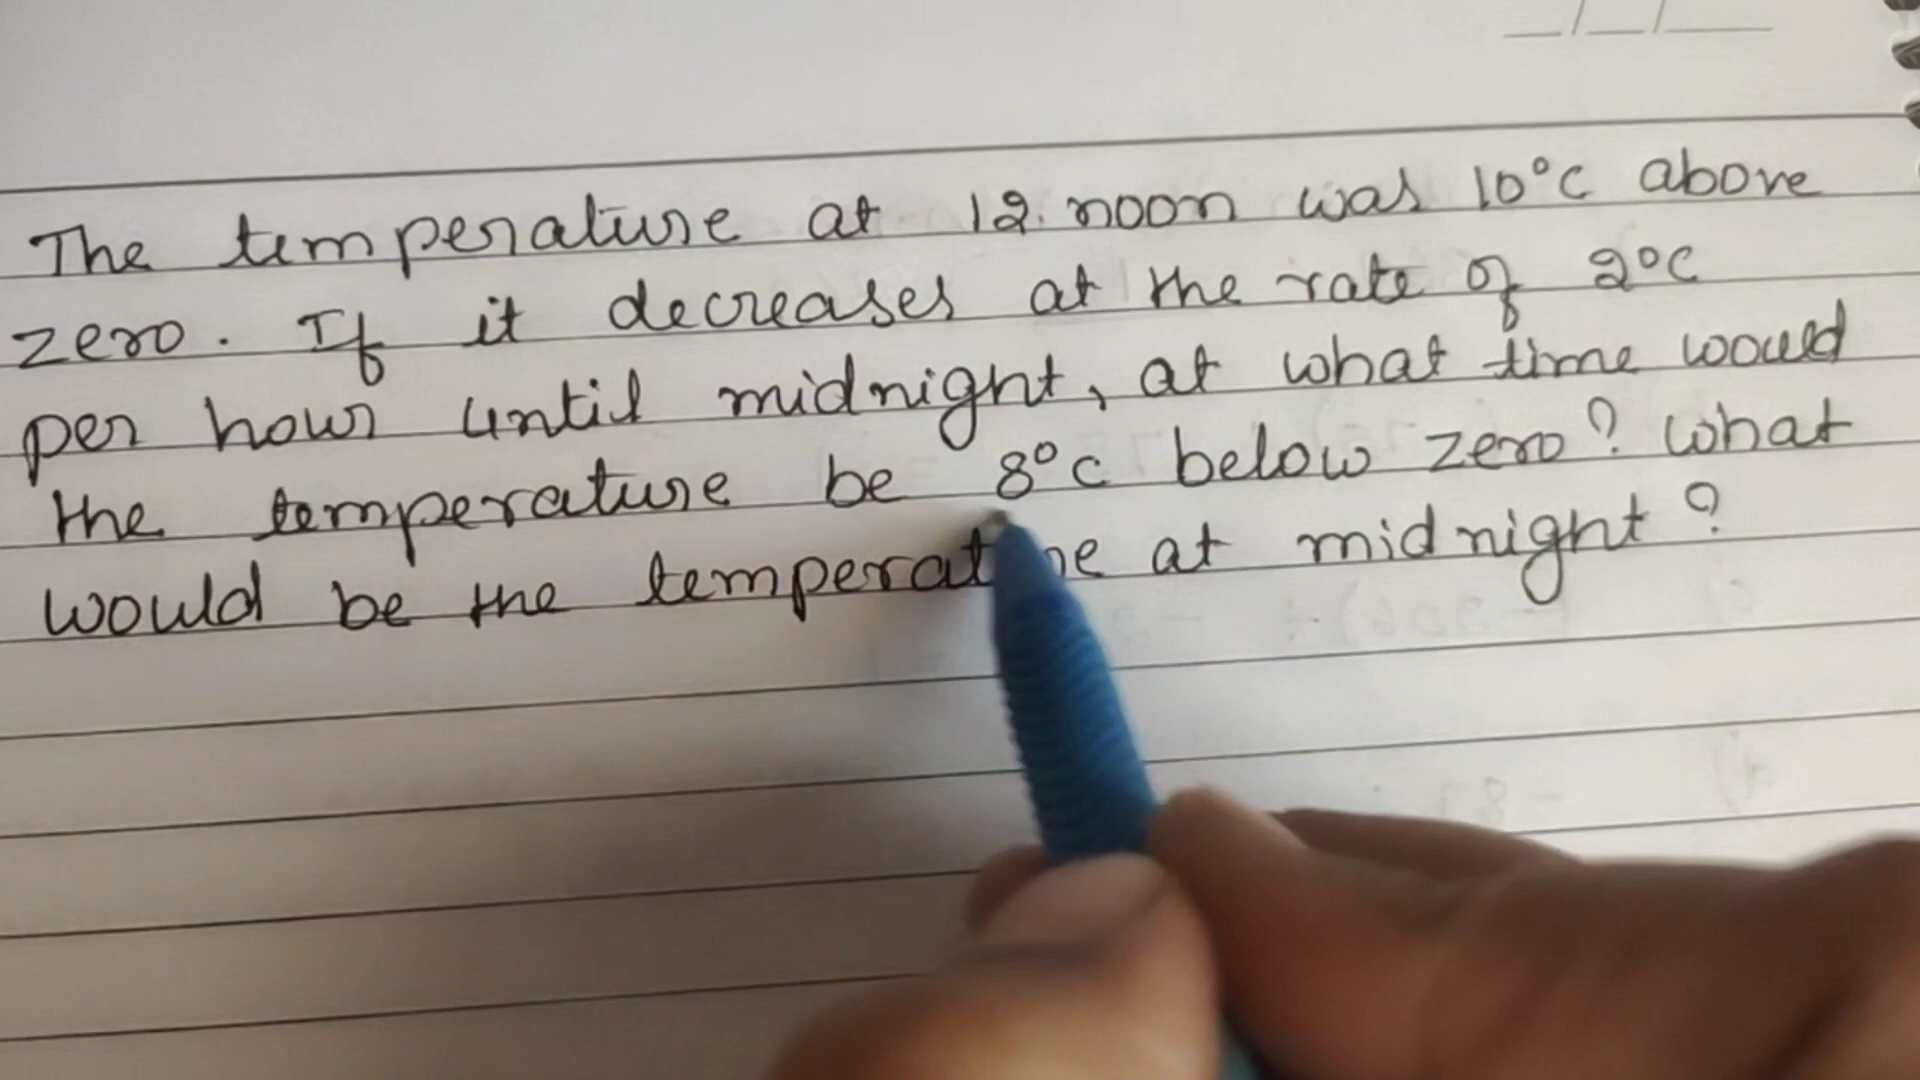 The temperature at 12 noon was 10°C above
zero. If it decreases at the rate of 2°C
per hour until midnight, at what time would
the temperature be 8°C below zero? What
would be the at midnight?